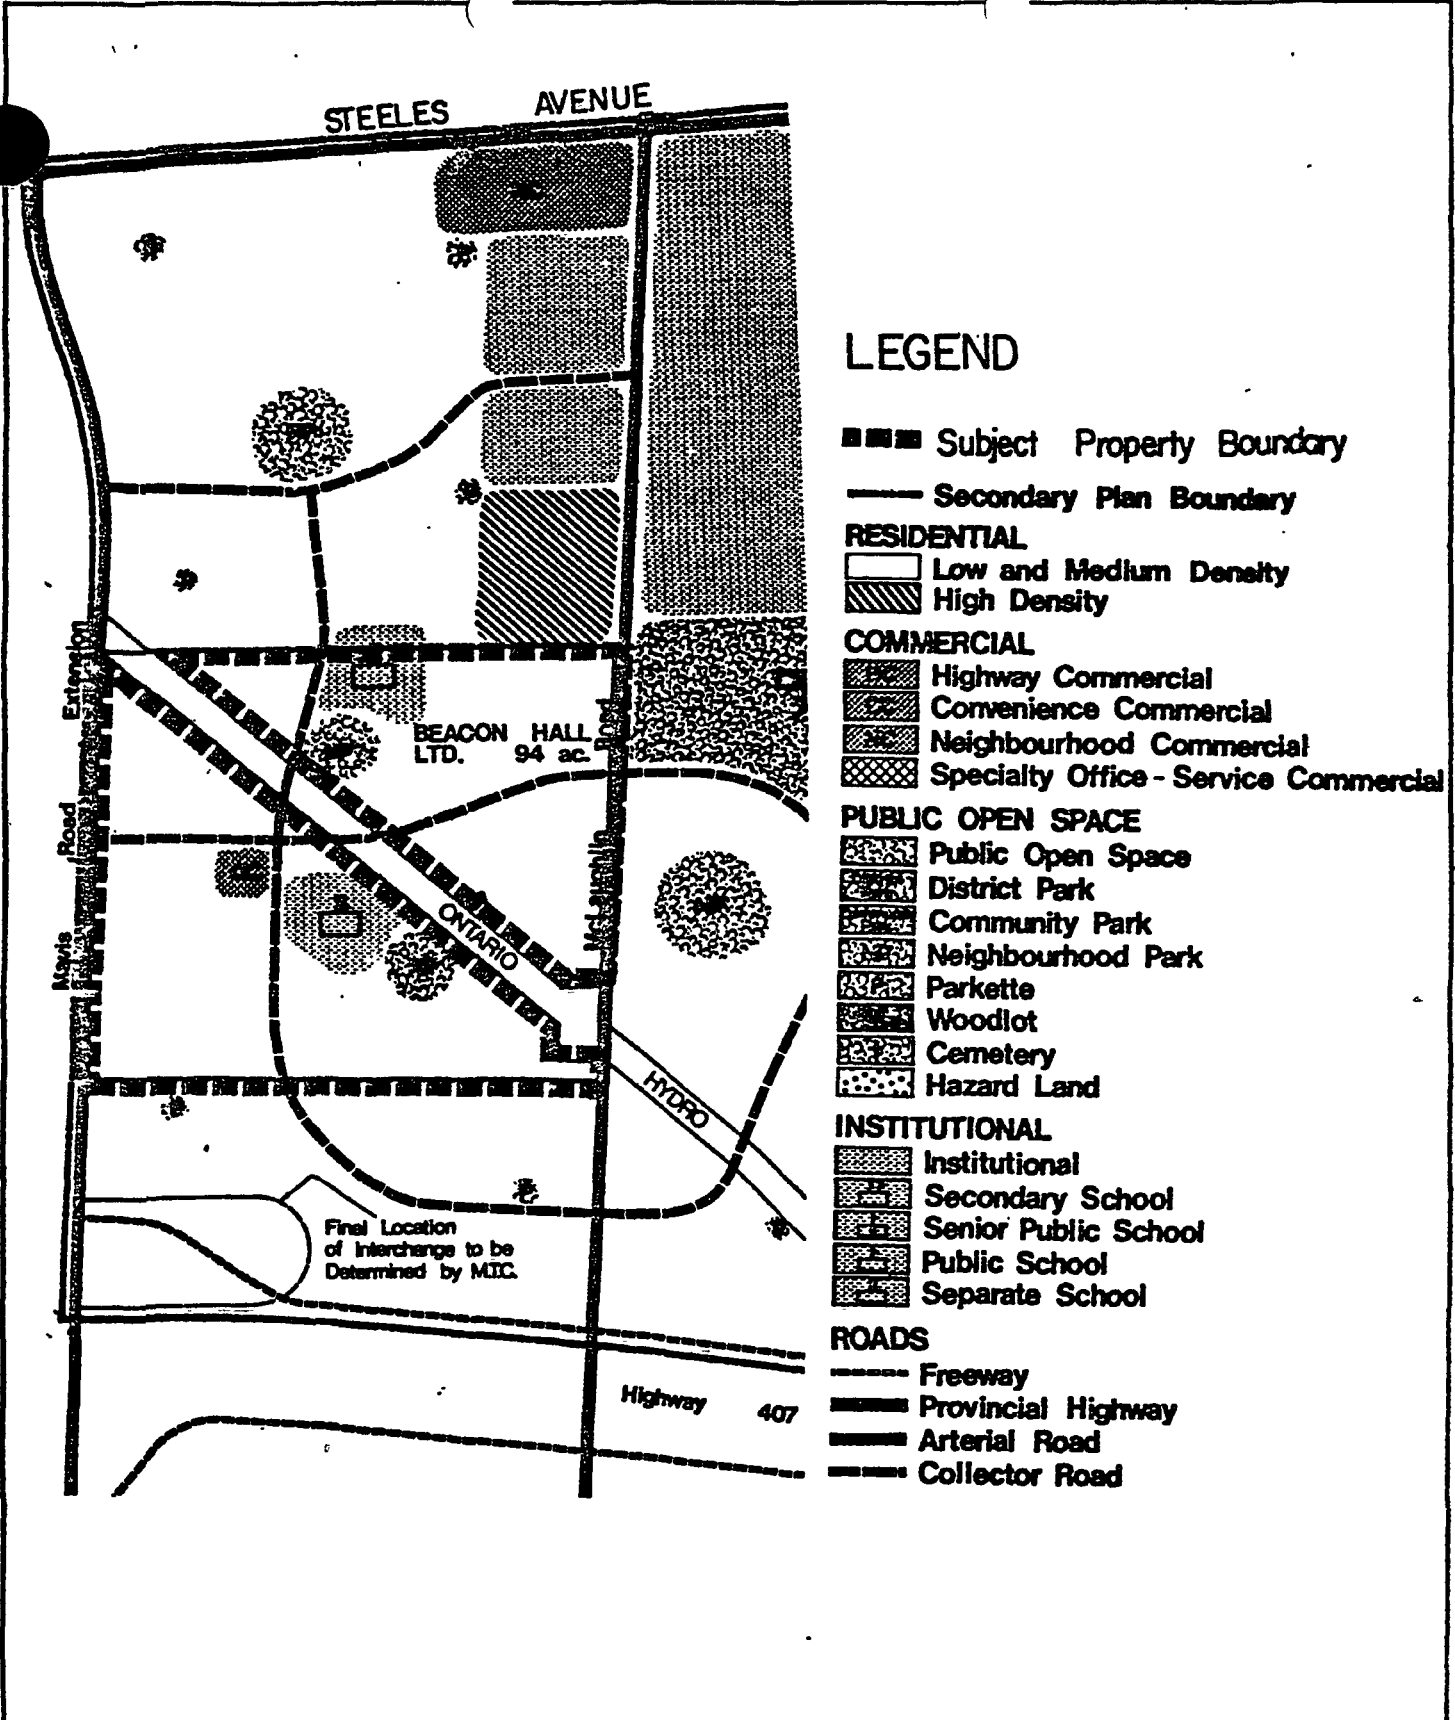 STEELES AVENUE
LEGEND
Subject Property Boundary
Secondary Plan Boundary
RESIDENTIAL
Low and Medium Density
High Density
COMMERCIAL
Highway Commercial
Convenience Commercial
Neighbourhood Commercial
Specialty Office - Service Commercial
PUBLIC OPEN SPACE
Public Open Space
District Park
Community Park
Neighbourhood Park
Parkette
Woodlot
Cemetery
Hazard Land
INSTITUTIONAL
Institutional
Secondary School
Senior Public School
Public School
Separate School
ROADS
Freeway
Provincial Highway
Arterial Road
Collector Road
Mavis Road Extension
BEACON HALL
LTD. 94 ac.
McLaughlin Road
ONTARIO
HYDRO
Final Location
of Interchange to be
Determined by M.T.C.
Highway 407